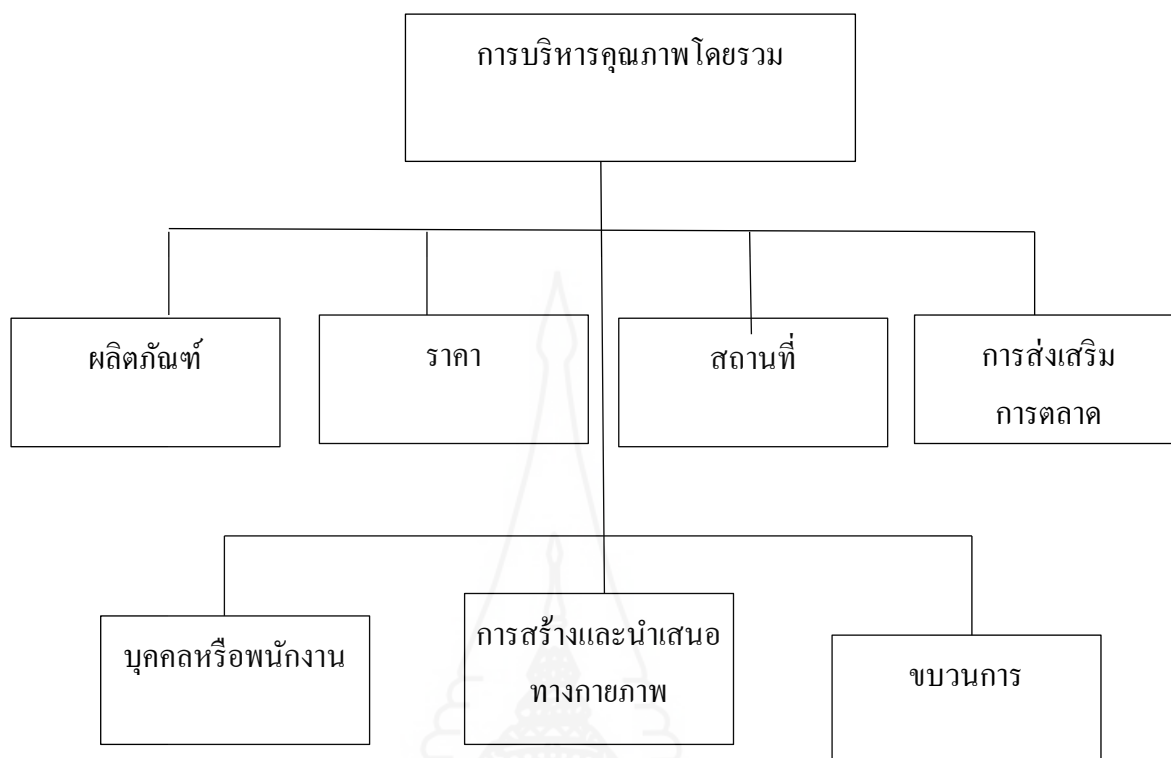 การบริหารคุณภาพโดยรวม
ผลิตภัณฑ์
ราคา
สถานที่
การส่งเสริม
การตลาด
บุคคลหรือพนักงาน
การสร้างและนำเสนอ
ทางกายภาพ
ขบวนการ